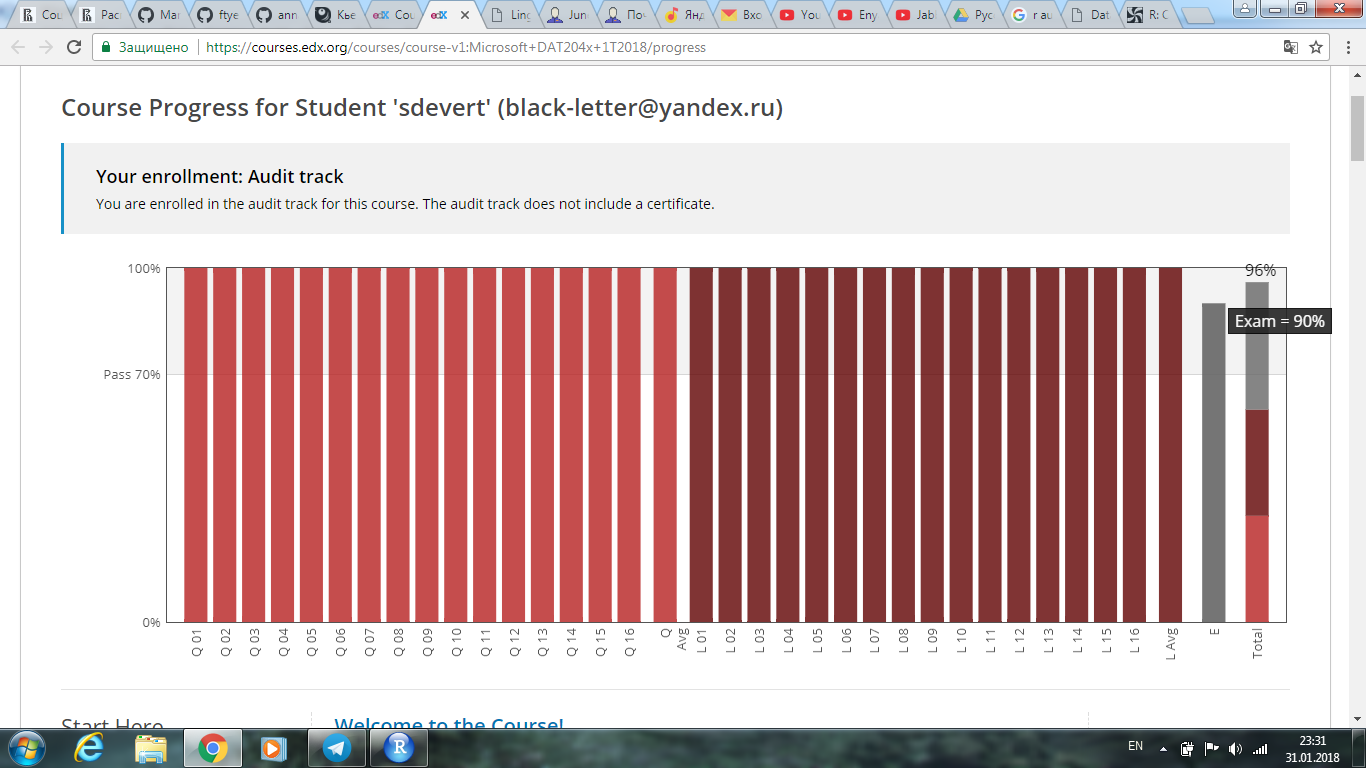 Cou
Рас
Mar
ftye
ann
Кье
edX Cou
edX
Ling
Jun
Поч
Янд
Вхо
You
Eny
Jab
Рус
r au
Dat
R: C
Защищено https://courses.edx.org/courses/course-v1:Microsoft+DAT204x+1T2018/progress
Course Progress for Student 'sdevert' (black-letter@yandex.ru)
Your enrollment: Audit track
You are enrolled in the audit track for this course. The audit track does not include a certificate.
100%
96%
Exam = 90%
Pass 70%
0%
Q 01
Q 02
Q 03
Q 04
Q 05
Q 06
Q 07
Q 08
Q 09
Q 10
Q 11
Q 12
Q 13
Q 14
Q 15
Q 16
Q
Avg
L 01
L 02
L 03
L 04
L 05
L 06
L 07
L 08
L 09
L 10
L 11
L 12
L 13
L 14
L 15
L 16
L Avg
E
Total
Start Here
Welcome to the Course!
EN
23:31
31.01.2018